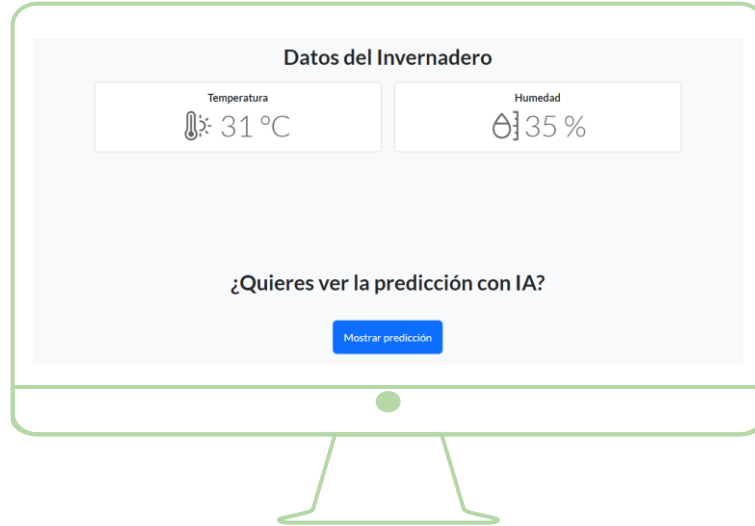 Datos del Invernadero
Temperatura
31 °C
Humedad
35 %
¿Quieres ver la predicción con IA?
Mostrar predicción